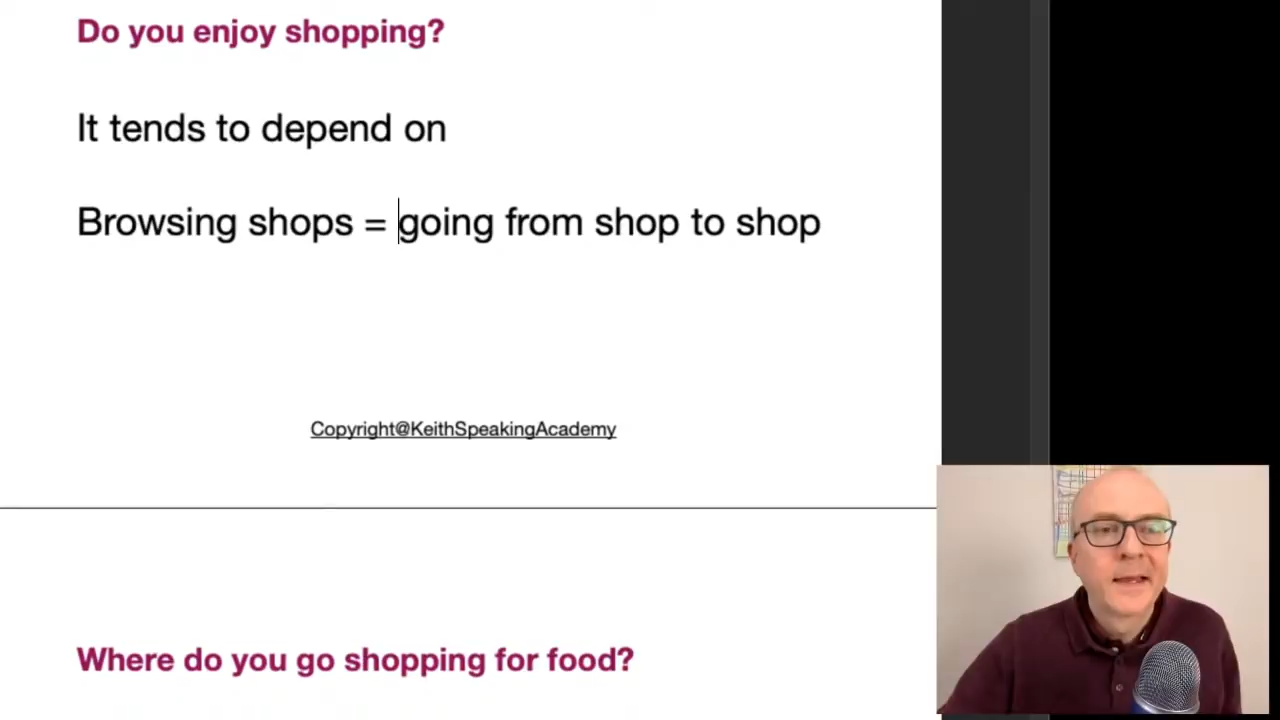 Do you enjoy shopping?
It tends to depend on
Browsing shops = going from shop to shop
Copyright@KeithSpeakingAcademy
Where do you go shopping for food?